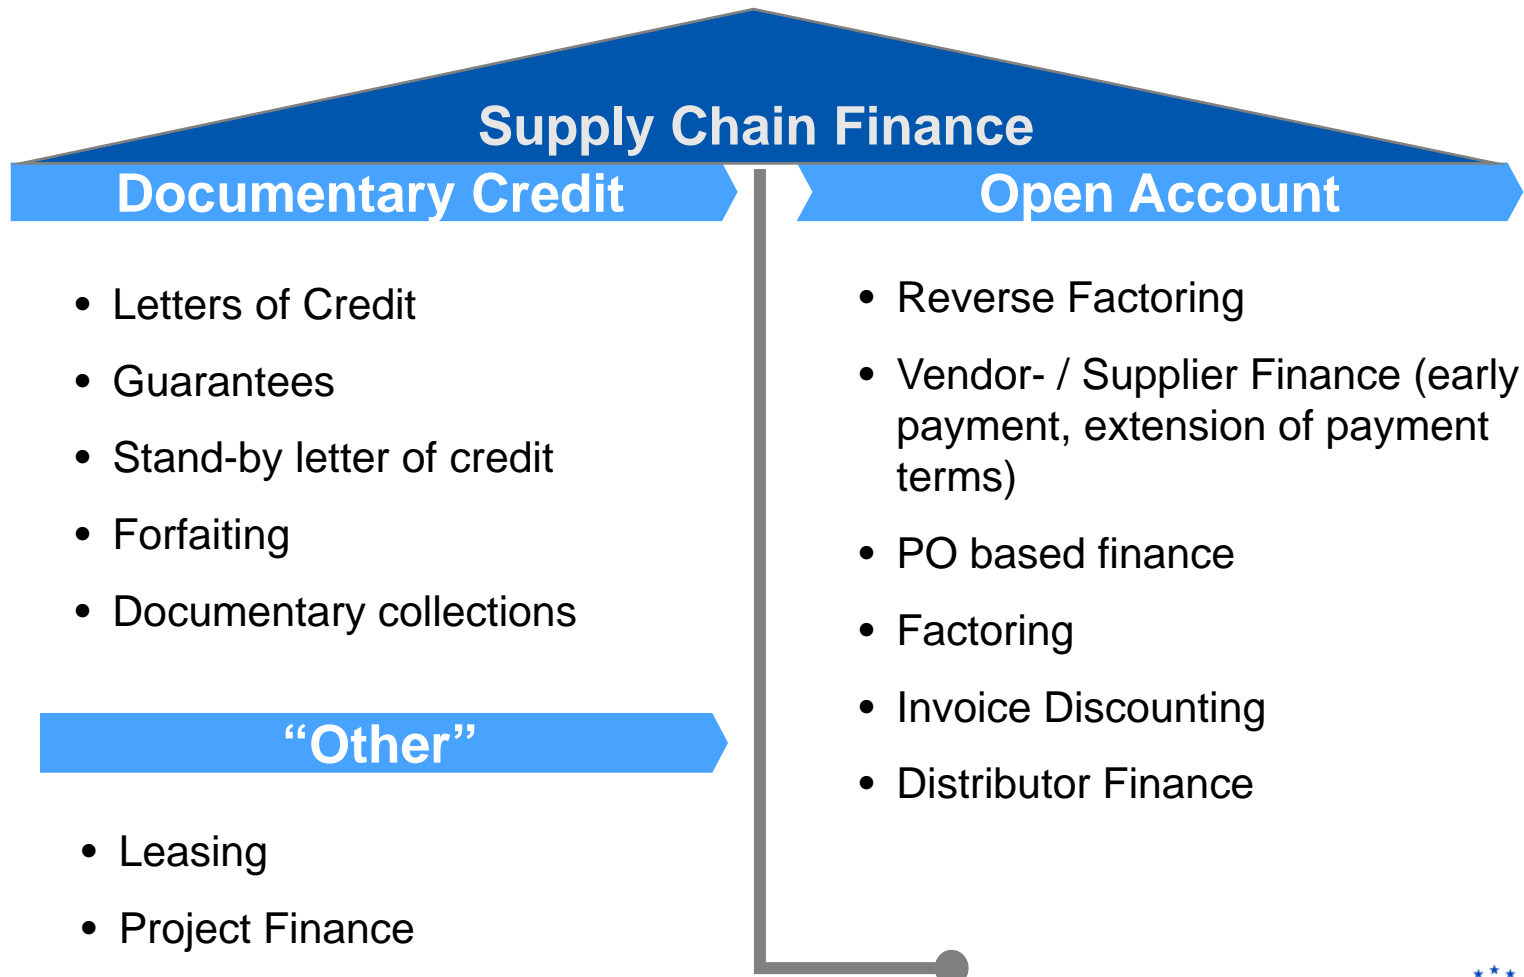 Supply Chain Finance
Documentary Credit
• Letters of Credit
• Guarantees
• Stand-by letter of credit
• Forfaiting
• Documentary collections
“Other”
• Leasing
• Project Finance
Open Account
• Reverse Factoring
• Vendor- / Supplier Finance (early
payment, extension of payment
terms)
• PO based finance
• Factoring
• Invoice Discounting
• Distributor Finance